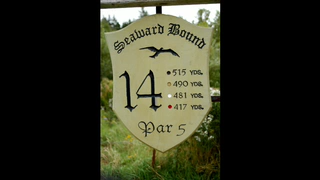 Seaward Bound
14
515 YDS.
490 YDS.
481 YDS.
417 YDS.
Par 5